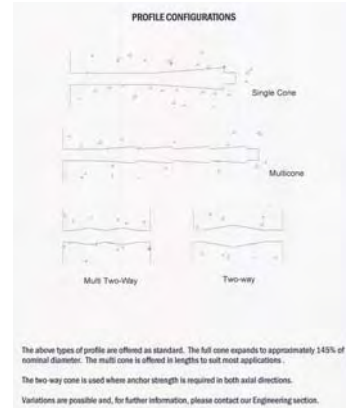 PROFILE CONFIGURATIONS
Single Cone
Multicone
Multi Two-Way
Two-way
The above types of profile are offered as standard. The full cone expands to approximately 145% of
nominal diameter. The multi cone is offered in lengths to suit most applications.
The two-way cone is used where anchor strength is required in both axial directions.
Variations are possible and, for further information, please contact our Engineering section.